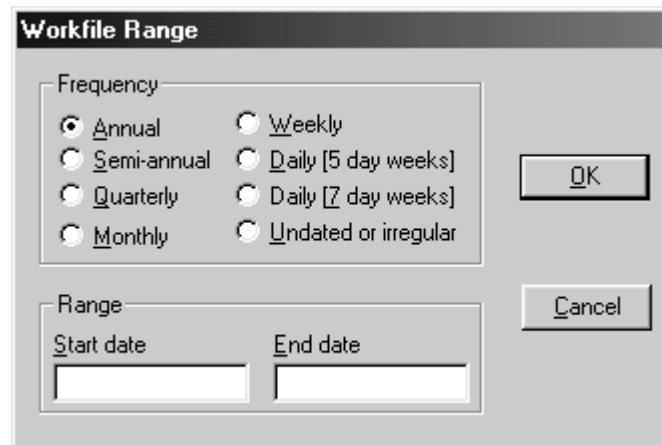 Workfile Range
Frequency
Annual
Semi-annual
Quarterly
Monthly
Weekly
Daily [5 day weeks]
Daily [7 day weeks]
Undated or irregular
OK
Range
Start date
End date
Cancel